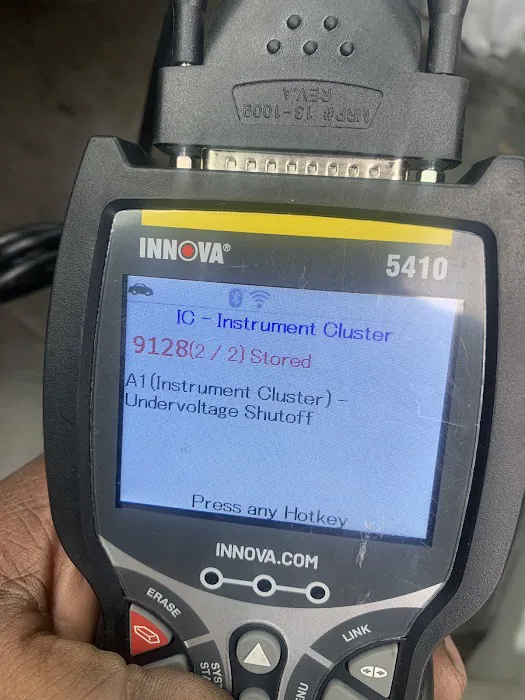 NRP# 13-1009
REV.A
INNOVA®
5410
IC - Instrument Cluster
9128(2 / 2) Stored
A1(Instrument Cluster) -
Undervoltage Shutoff
Press any Hotkey
INNOVA.COM
ERASE
LINK